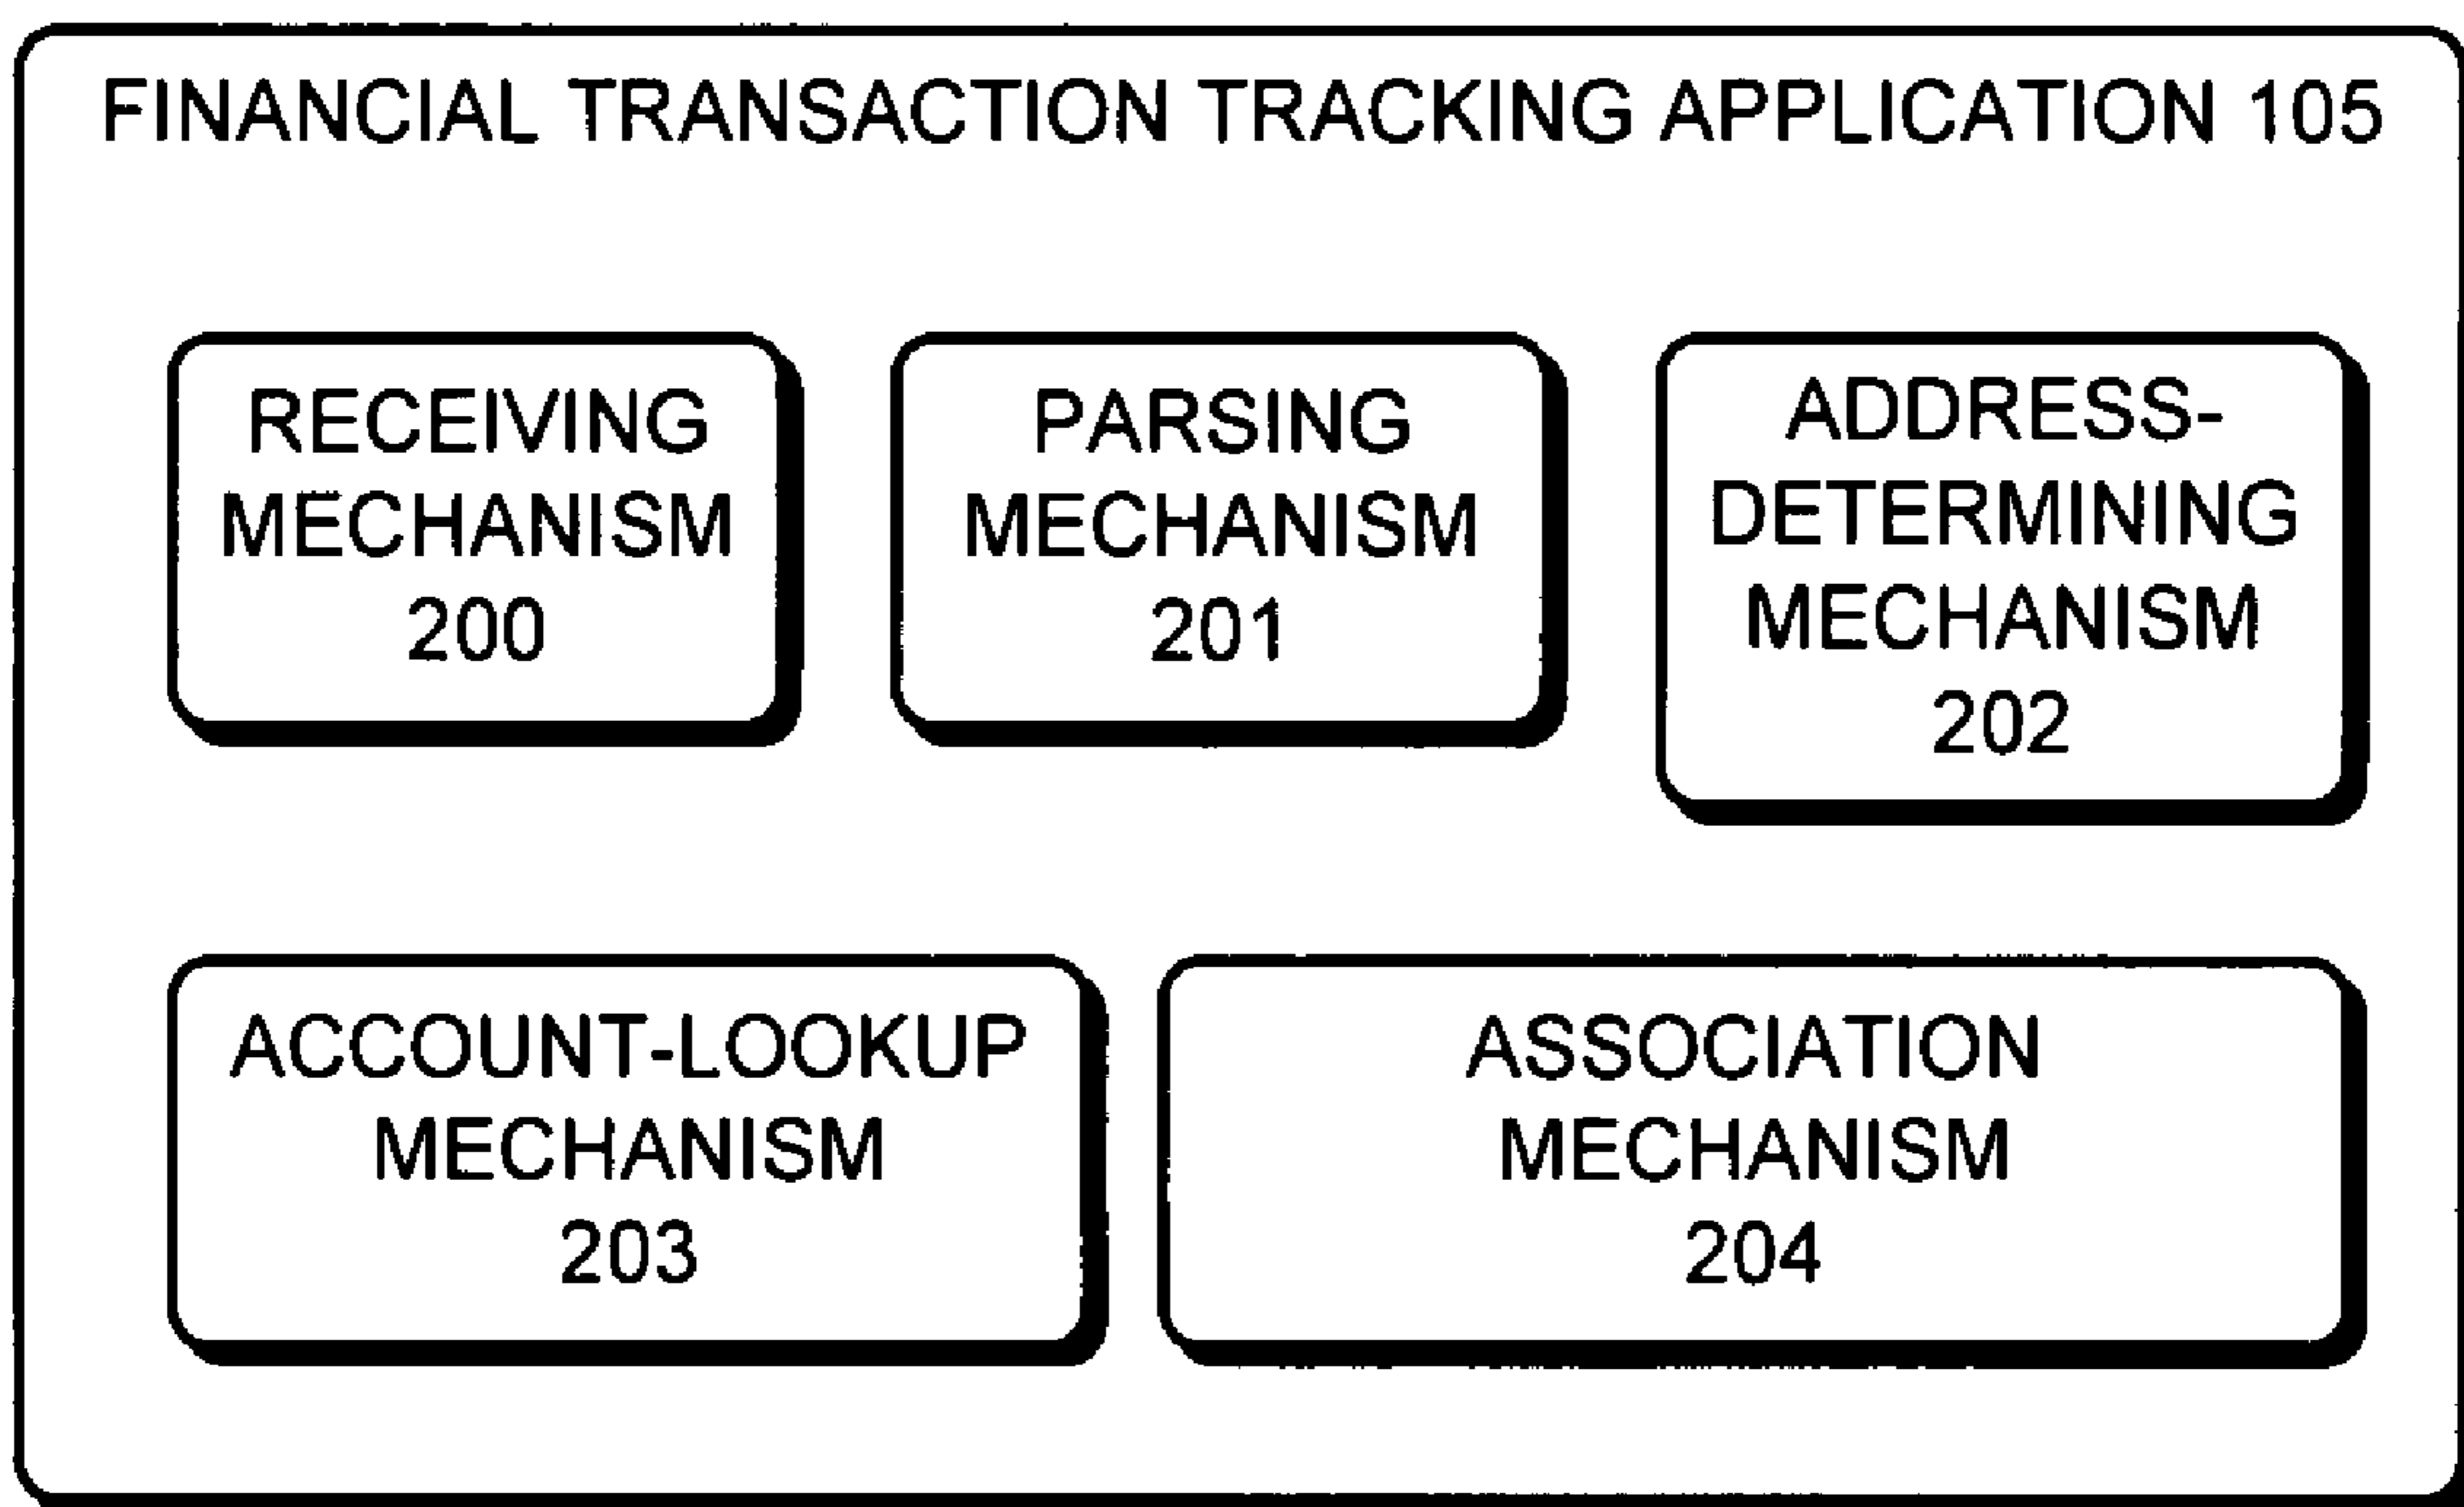 FINANCIAL TRANSACTION TRACKING APPLICATION 105
RECEIVING
MECHANISM
200
PARSING
MECHANISM
201
ADDRESS-
DETERMINING
MECHANISM
202
ACCOUNT-LOOKUP
MECHANISM
203
ASSOCIATION
MECHANISM
204